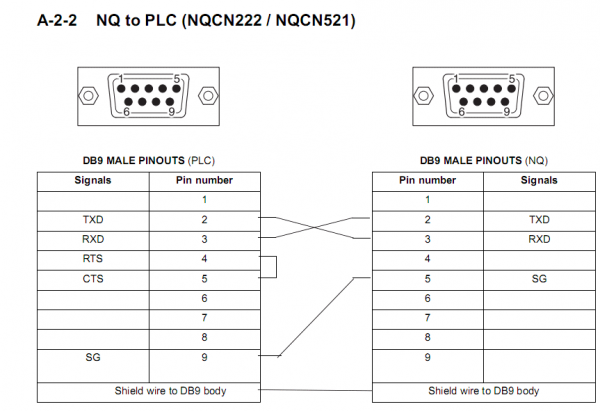 A-2-2 NQ to PLC (NQCN222 / NQCN521)
1 5 1 5
6 9 6 9
DB9 MALE PINOUTS (PLC) DB9 MALE PINOUTS (NQ)
Signals Pin number Pin number Signals
1 1
TXD 2 2 TXD
RXD 3 3 RXD
RTS 4 4
CTS 5 5 SG
6 6
7 7
8 8
SG 9 9
Shield wire to DB9 body Shield wire to DB9 body